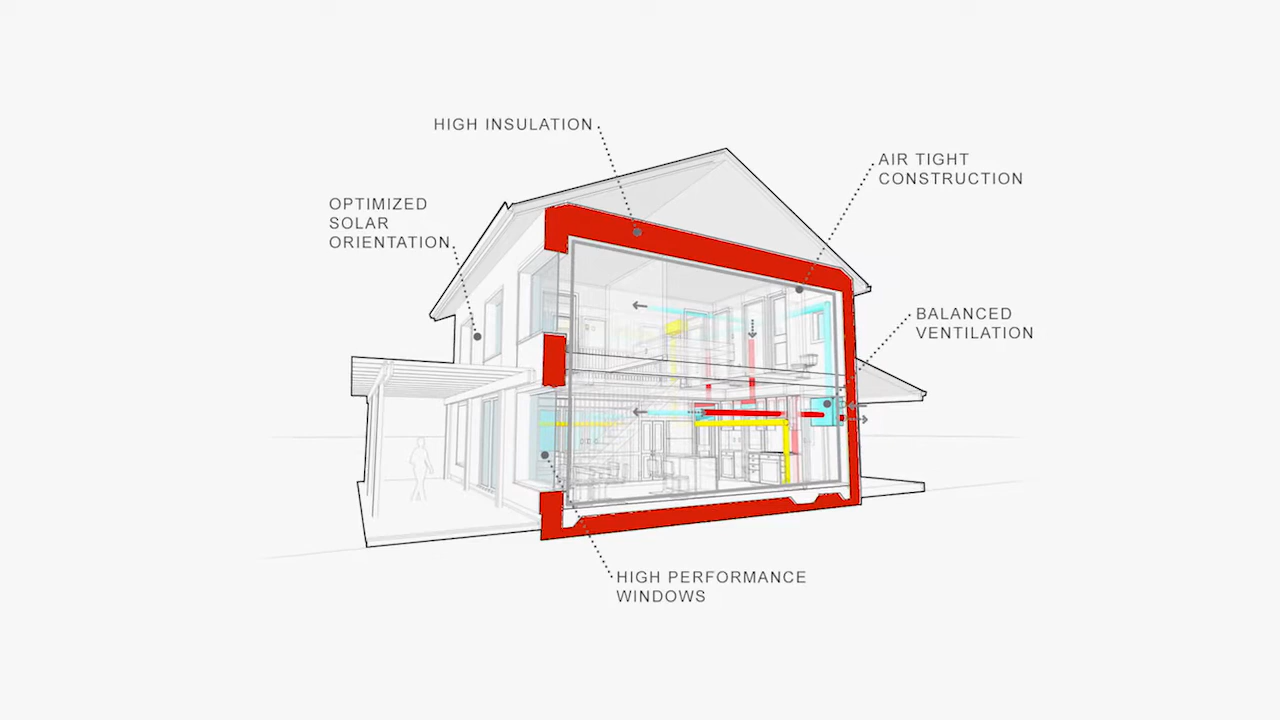 HIGH INSULATION
AIR TIGHT
CONSTRUCTION
OPTIMIZED
SOLAR
ORIENTATION
BALANCED
VENTILATION
HIGH PERFORMANCE
WINDOWS